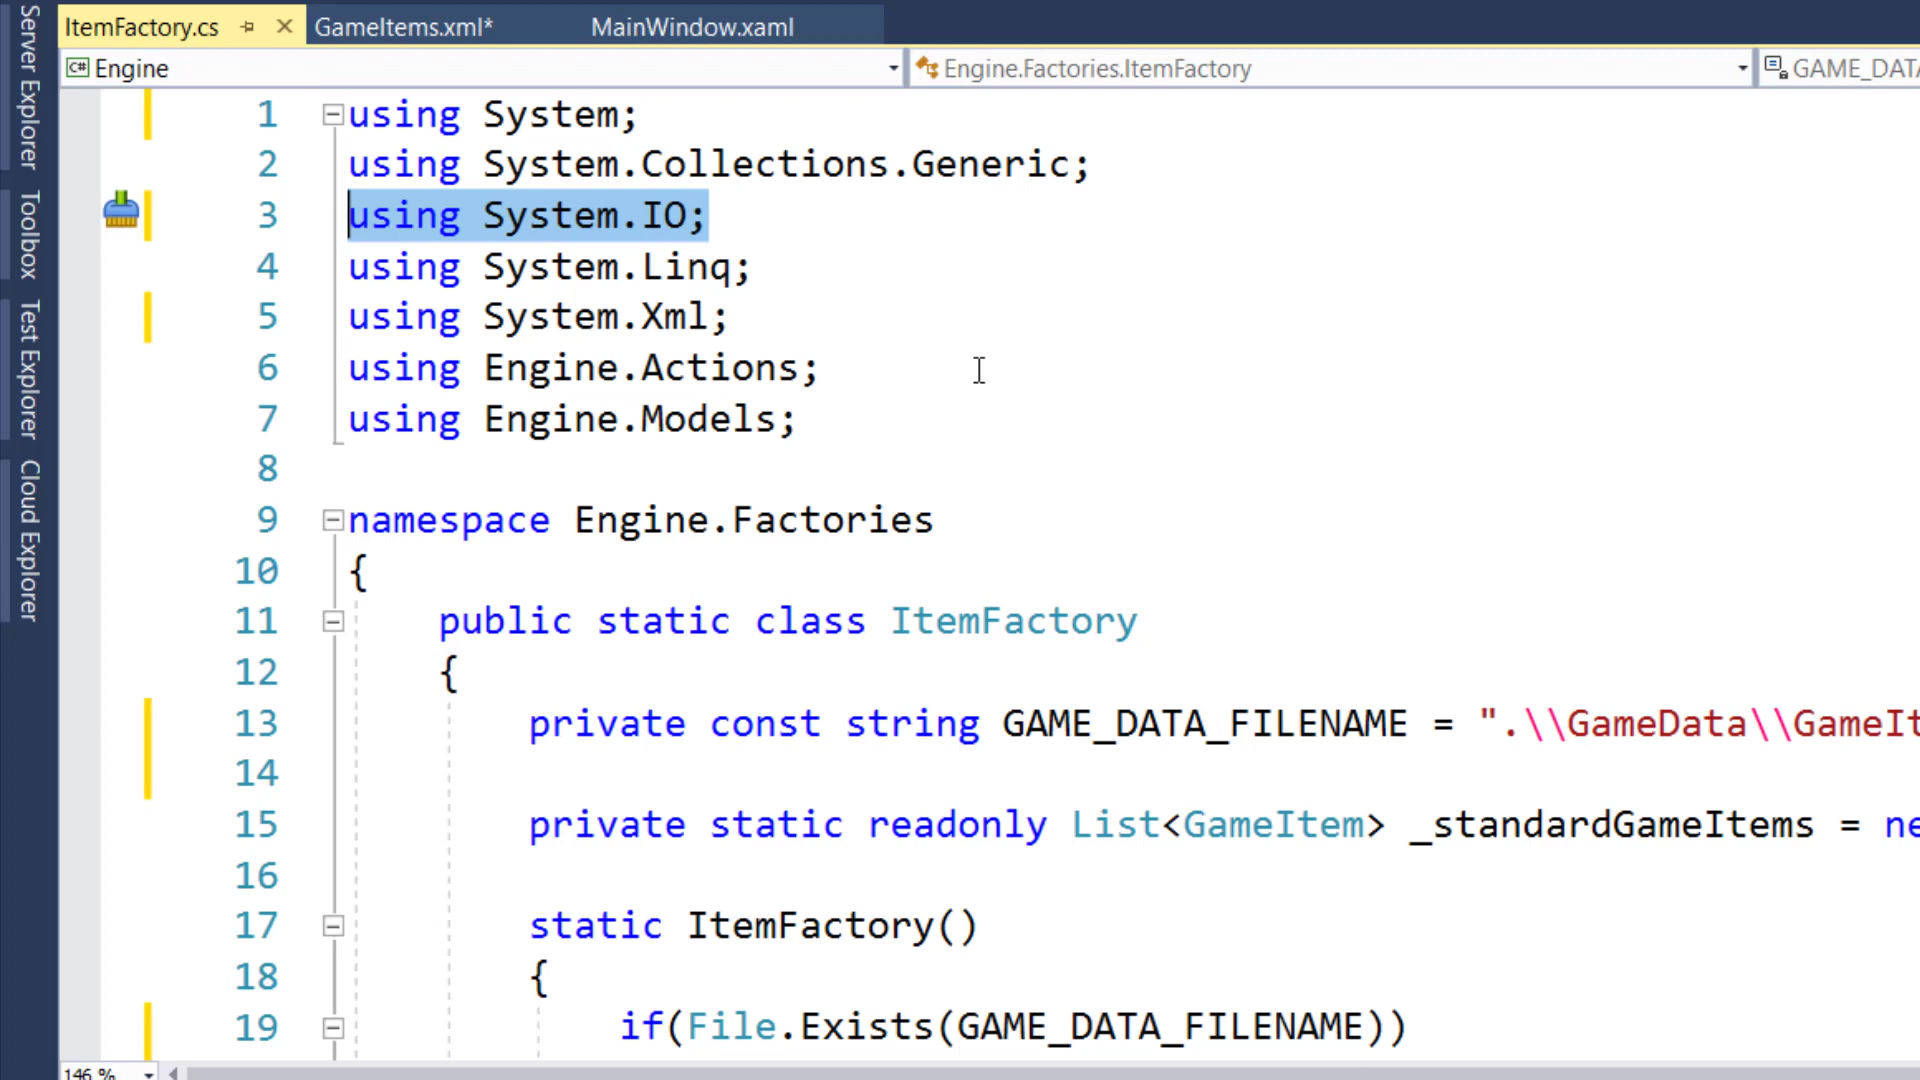 Server Explorer
Toolbox
Test Explorer
Cloud Explorer
ItemFactory.cs
GameItems.xml*
MainWindow.xaml
C# Engine
Engine.Factories.ItemFactory
GAME_DATA
1 using System;
2 using System.Collections.Generic;
3 using System.IO;
4 using System.Linq;
5 using System.Xml;
6 using Engine.Actions;
7 using Engine.Models;
8
9 namespace Engine.Factories
10 {
11 public static class ItemFactory
12 {
13 private const string GAME_DATA_FILENAME = ".\\GameData\\GameIt
14
15 private static readonly List<GameItem> _standardGameItems = ne
16
17 static ItemFactory()
18 {
19 if(File.Exists(GAME_DATA_FILENAME))
146 %